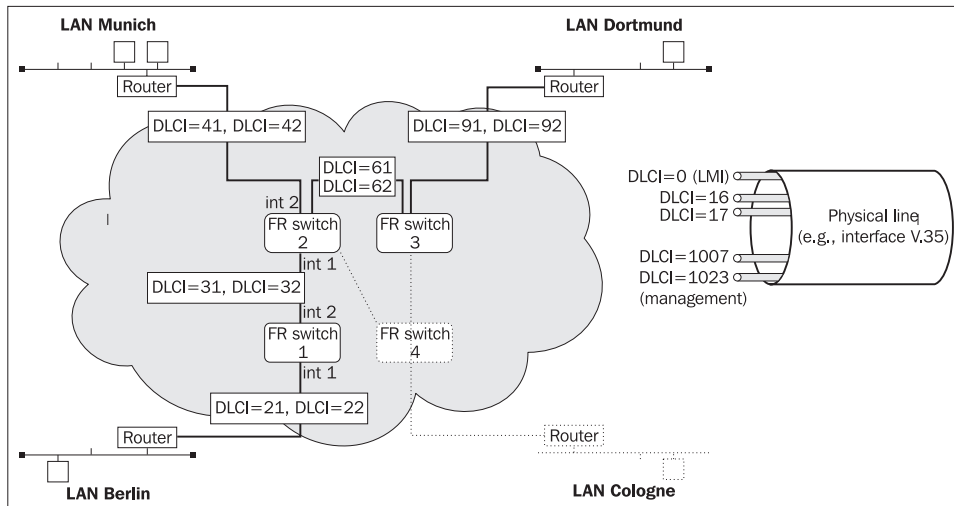 LAN Munich
LAN Dortmund
Router
Router
DLCI=41, DLCI=42
DLCI=91, DLCI=92
DLCI=61
DLCI=62
int 2
FR switch
2
FR switch
3
int 1
DLCI=31, DLCI=32
int 2
FR switch
1
FR switch
4
int 1
DLCI=21, DLCI=22
Router
Router
LAN Berlin
LAN Cologne
DLCI=0 (LMI)
DLCI=16
DLCI=17
DLCI=1007
DLCI=1023
(management)
Physical line
(e.g., interface V.35)